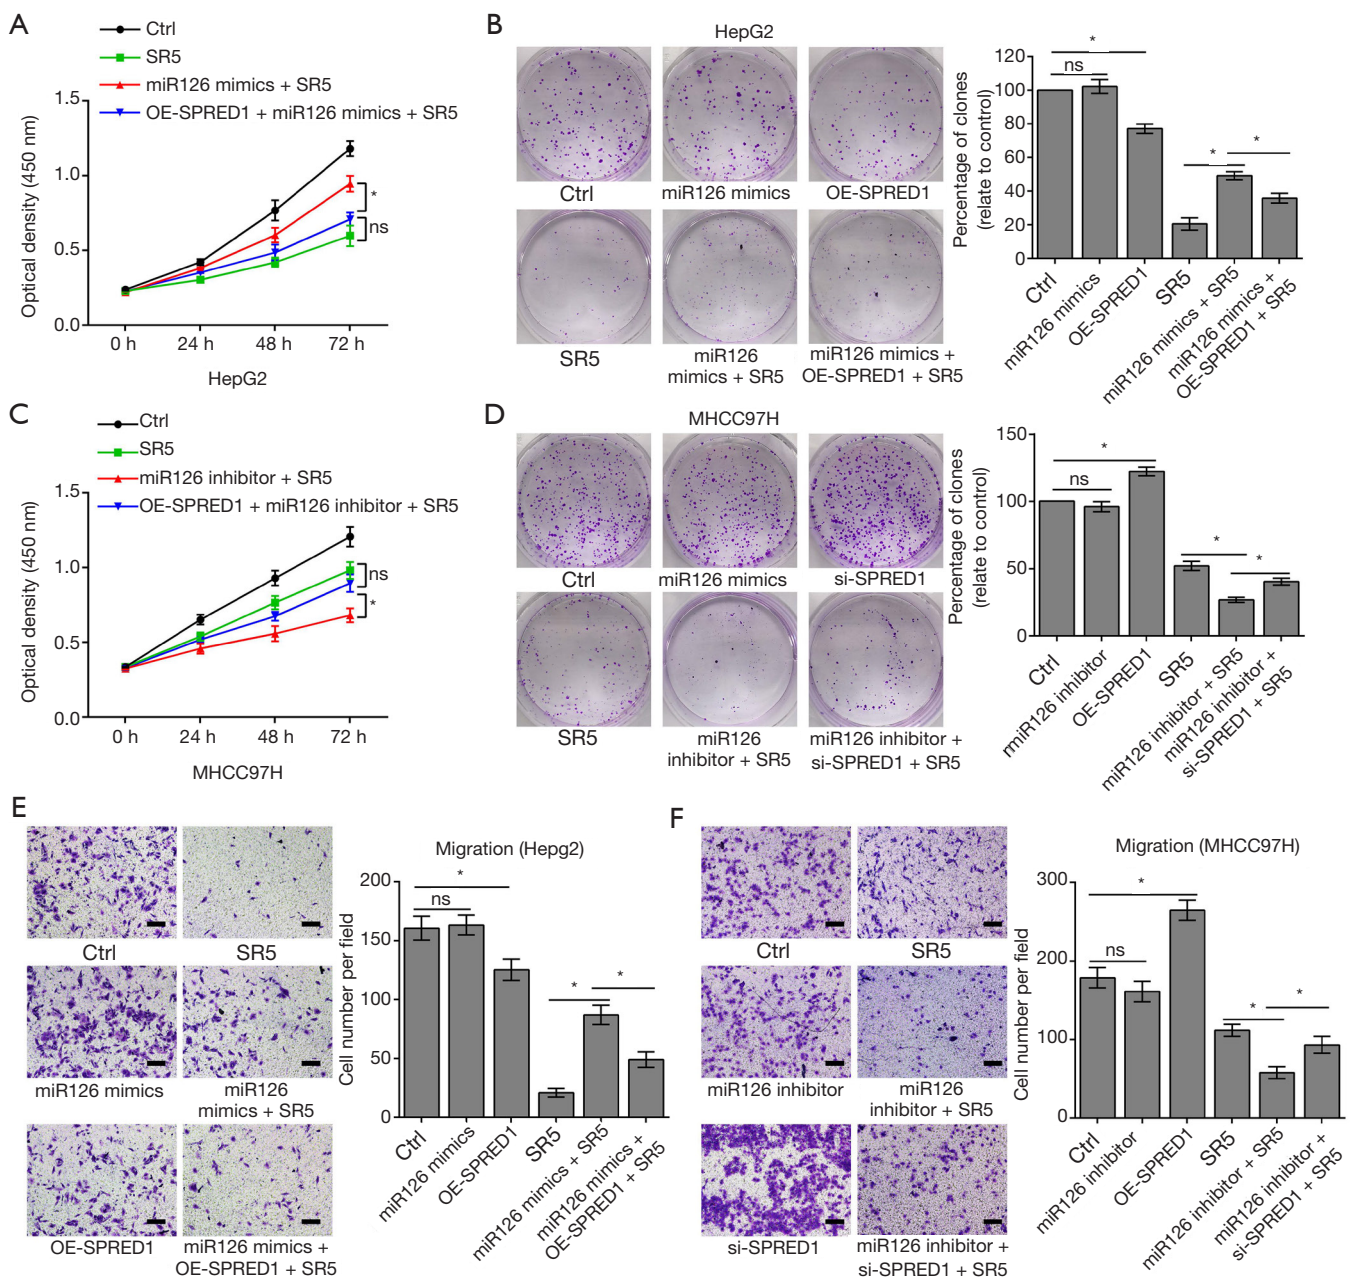 A
Ctrl
SR5
miR126 mimics + SR5
OE-SPRED1 + miR126 mimics + SR5
Optical density (450 nm)
1.5
1.0
0.5
0.0
*
ns
0 h
24 h
48 h
72 h
HepG2
B
HepG2
Ctrl
miR126 mimics
OE-SPRED1
SR5
miR126
mimics + SR5
miR126 mimics +
OE-SPRED1 + SR5
Percentage of clones
(relate to control)
120
100
80
60
40
20
0
*
ns
*
*
Ctrl
miR126 mimics
OE-SPRED1
SR5
miR126 mimics + SR5
miR126 mimics +
OE-SPRED1 + SR5
C
Ctrl
SR5
miR126 inhibitor + SR5
OE-SPRED1 + miR126 inhibitor + SR5
Optical density (450 nm)
1.5
1.0
0.5
0.0
ns
*
0 h
24 h
48 h
72 h
MHCC97H
D
MHCC97H
Ctrl
miR126 mimics
si-SPRED1
SR5
miR126
inhibitor + SR5
miR126 inhibitor +
si-SPRED1 + SR5
Percentage of clones
(relate to control)
150
100
50
0
*
ns
*
*
Ctrl
rmiR126 inhibitor
OE-SPRED1
SR5
miR126 inhibitor + SR5
miR126 inhibitor +
si-SPRED1 + SR5
E
Ctrl
SR5
miR126 mimics
miR126
mimics + SR5
OE-SPRED1
miR126 mimics +
OE-SPRED1 + SR5
Migration (Hepg2)
Cell number per field
200
150
100
50
0
*
ns
*
*
Ctrl
miR126 mimics
OE-SPRED1
SR5
miR126 mimics + SR5
miR126 mimics +
OE-SPRED1 + SR5
F
Ctrl
SR5
miR126 inhibitor
miR126
inhibitor + SR5
si-SPRED1
miR126 inhibitor +
si-SPRED1 + SR5
Migration (MHCC97H)
Cell number per field
300
200
100
0
*
ns
*
*
Ctrl
miR126 inhibitor
OE-SPRED1
SR5
miR126 inhibitor + SR5
miR126 inhibitor +
si-SPRED1 + SR5